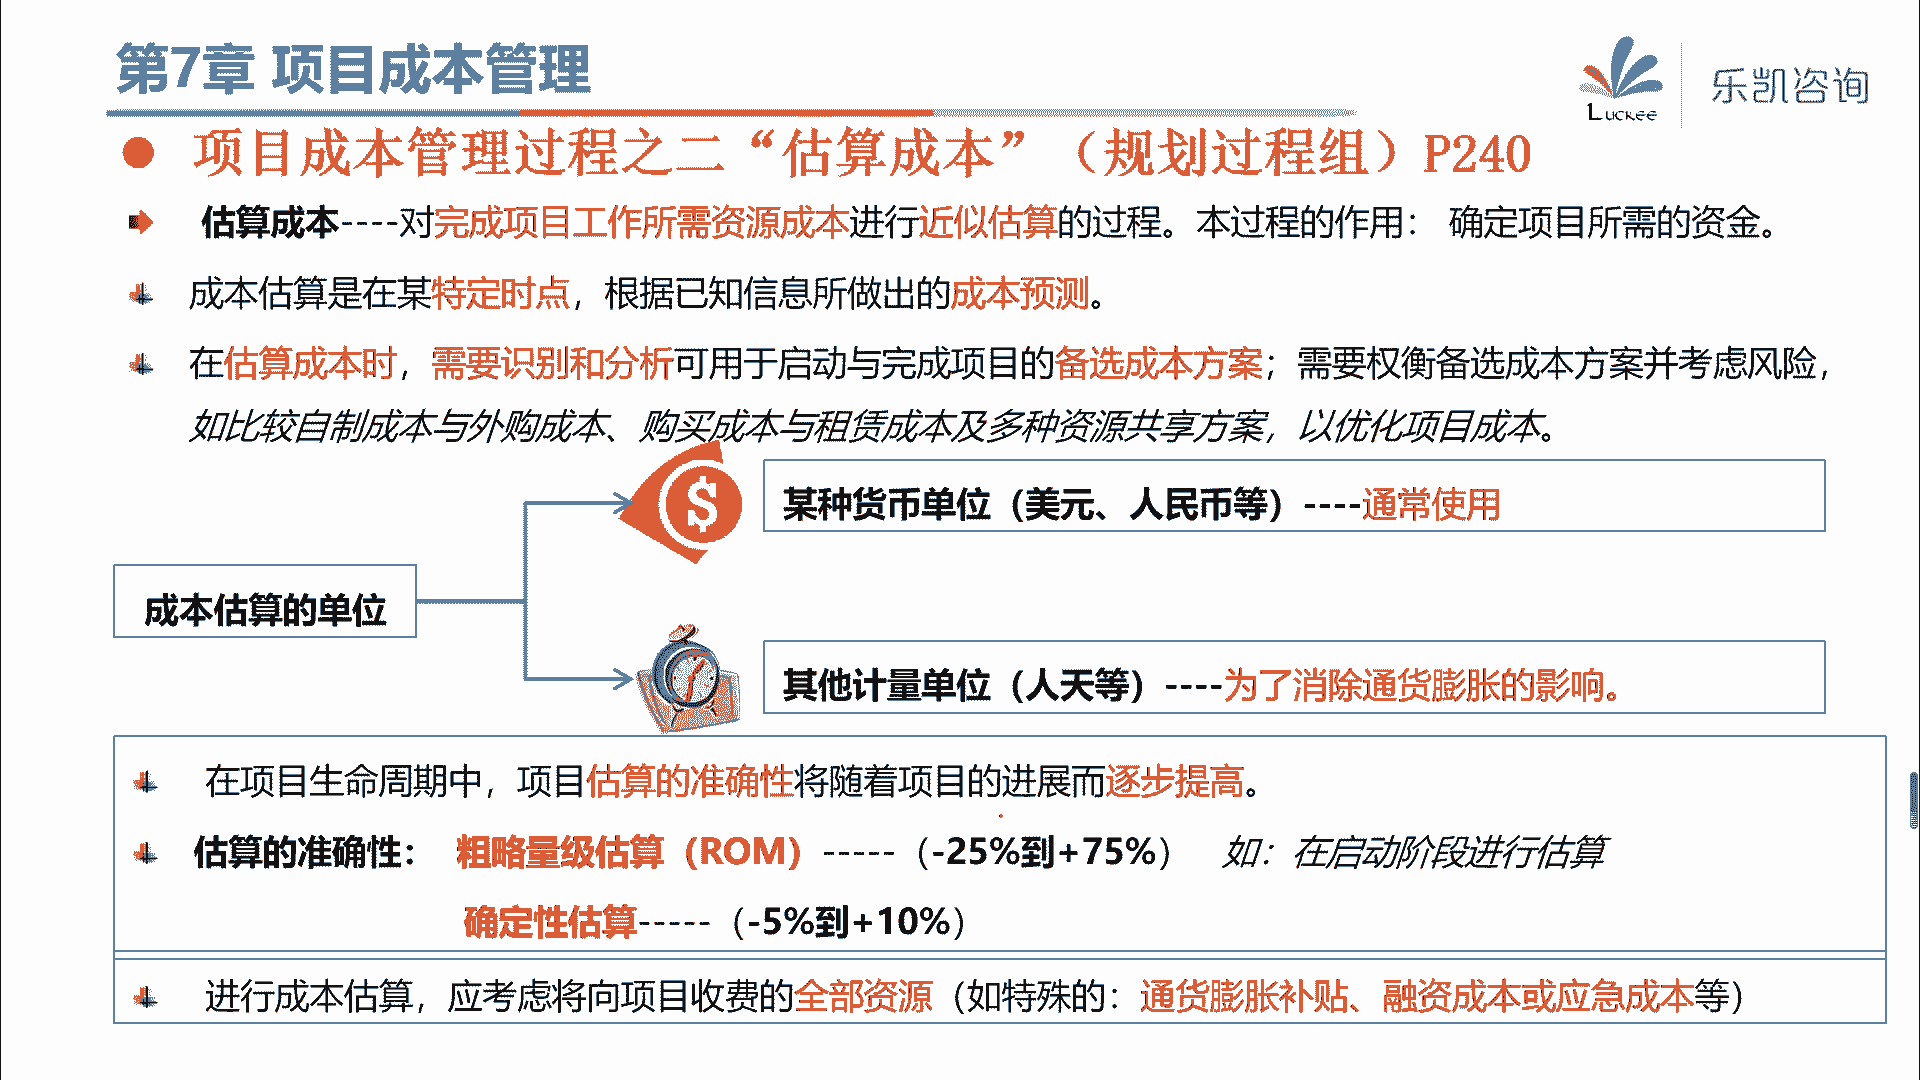 第7章 项目成本管理
Luckee
乐凯咨询
项目成本管理过程之二“估算成本”（规划过程组）P240
估算成本----对完成项目工作所需资源成本进行近似估算的过程。本过程的作用： 确定项目所需的资金。
成本估算是在某特定时点，根据已知信息所做出的成本预测。
在估算成本时，需要识别和分析可用于启动与完成项目的备选成本方案；需要权衡备选成本方案并考虑风险，
如比较自制成本与外购成本、购买成本与租赁成本及多种资源共享方案，以优化项目成本。
$
某种货币单位（美元、人民币等）----通常使用
成本估算的单位
其他计量单位（人天等）----为了消除通货膨胀的影响。
在项目生命周期中，项目估算的准确性将随着项目的进展而逐步提高。
估算的准确性： 粗略量级估算（ROM）-----（-25%到+75%） 如：在启动阶段进行估算
确定性估算-----（-5%到+10%）
进行成本估算，应考虑将向项目收费的全部资源（如特殊的：通货膨胀补贴、融资成本或应急成本等）